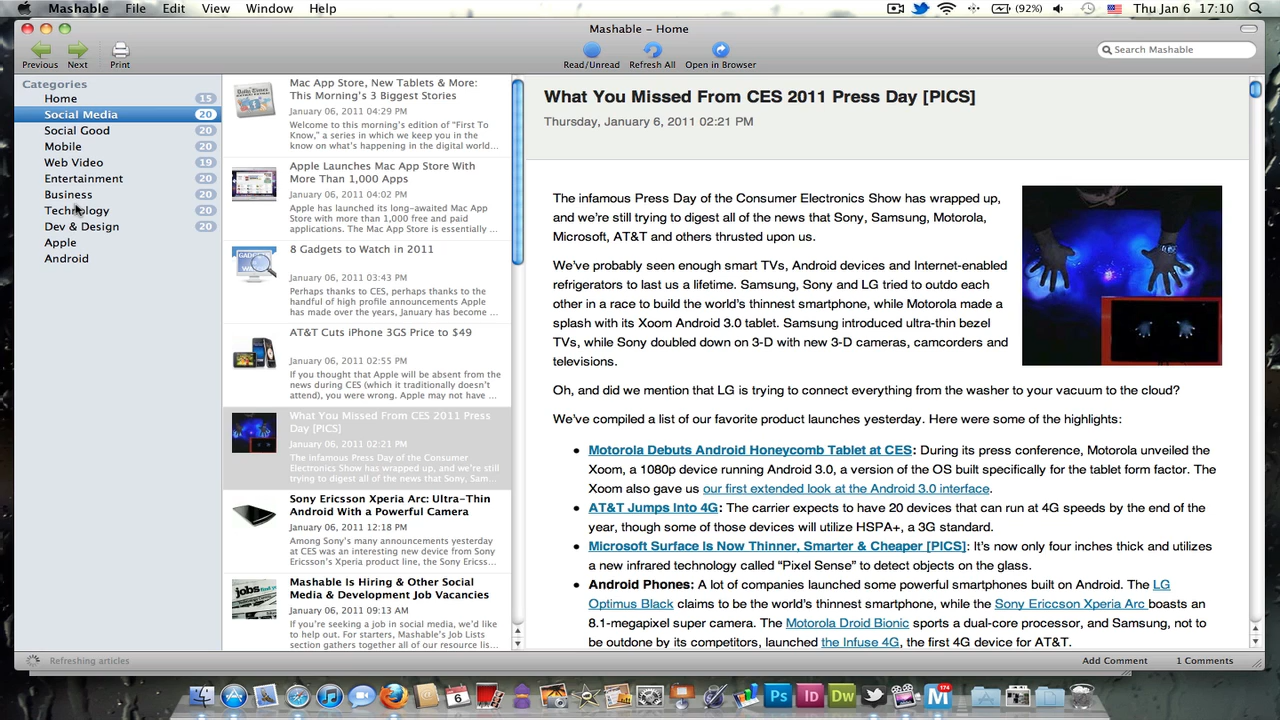 Mashable File Edit View Window Help (92%) Thu Jan 6 17:10
Mashable – Home
Previous Next Print Read/Unread Refresh All Open in Browser Search Mashable
Categories
Home 15
Social Media 20
Social Good 20
Mobile 20
Web Video 19
Entertainment 20
Business 20
Technology 20
Dev & Design 20
Apple
Android
Mac App Store, New Tablets & More:
This Morning's 3 Biggest Stories
January 06, 2011 04:29 PM
Welcome to this morning's edition of "First To
Know," a series in which we keep you in the
know on what's happening in the digital world...
Apple Launches Mac App Store With
More Than 1,000 Apps
January 06, 2011 04:02 PM
Apple has launched its long-awaited Mac App
Store with more than 1,000 free and paid
applications. The Mac App Store is essentially ...
8 Gadgets to Watch in 2011
January 06, 2011 03:43 PM
Perhaps thanks to CES, perhaps thanks to the
handful of high profile announcements Apple
has made over the years, January has become ...
AT&T Cuts iPhone 3GS Price to $49
January 06, 2011 02:55 PM
If you thought that Apple will be absent from the
news during CES (which it traditionally doesn't
attend), you were wrong. Apple may not have ...
What You Missed From CES 2011 Press
Day [PICS]
January 06, 2011 02:21 PM
The infamous Press Day of the Consumer
Electronics Show has wrapped up, and we're still
trying to digest all of the news that Sony, Sam...
Sony Ericsson Xperia Arc: Ultra-Thin
Android With a Powerful Camera
January 06, 2011 12:18 PM
Among Sony's many announcements yesterday
at CES was an interesting new device from Sony
Ericsson's Xperia product line, the Sony Ericss...
Mashable Is Hiring & Other Social
Media & Development Job Vacancies
January 06, 2011 09:13 AM
If you're seeking a job in social media, we'd like
to help out. For starters, Mashable's Job Lists
section gathers together all of our resource lis...
What You Missed From CES 2011 Press Day [PICS]
Thursday, January 6, 2011 02:21 PM
The infamous Press Day of the Consumer Electronics Show has wrapped up,
and we're still trying to digest all of the news that Sony, Samsung, Motorola,
Microsoft, AT&T and others thrusted upon us.
We've probably seen enough smart TVs, Android devices and Internet-enabled
refrigerators to last us a lifetime. Samsung, Sony and LG tried to outdo each
other in a race to build the world's thinnest smartphone, while Motorola made a
splash with its Xoom Android 3.0 tablet. Samsung introduced ultra-thin bezel
TVs, while Sony doubled down on 3-D with new 3-D cameras, camcorders and
televisions.
Oh, and did we mention that LG is trying to connect everything from the washer to your vacuum to the cloud?
We've compiled a list of our favorite product launches yesterday. Here were some of the highlights:
• Motorola Debuts Android Honeycomb Tablet at CES: During its press conference, Motorola unveiled the
Xoom, a 1080p device running Android 3.0, a version of the OS built specifically for the tablet form factor. The
Xoom also gave us our first extended look at the Android 3.0 interface.
• AT&T Jumps Into 4G: The carrier expects to have 20 devices that can run at 4G speeds by the end of the
year, though some of those devices will utilize HSPA+, a 3G standard.
• Microsoft Surface Is Now Thinner, Smarter & Cheaper [PICS]: It's now only four inches thick and utilizes
a new infrared technology called "Pixel Sense" to detect objects on the glass.
• Android Phones: A lot of companies launched some powerful smartphones built on Android. The LG
Optimus Black claims to be the world's thinnest smartphone, while the Sony Ericcson Xperia Arc boasts an
8.1-megapixel super camera. The Motorola Droid Bionic sports a dual-core processor, and Samsung, not to
be outdone by its competitors, launched the Infuse 4G, the first 4G device for AT&T.
Refreshing articles Add Comment 1 Comments
6 Ps Id Dw M 174